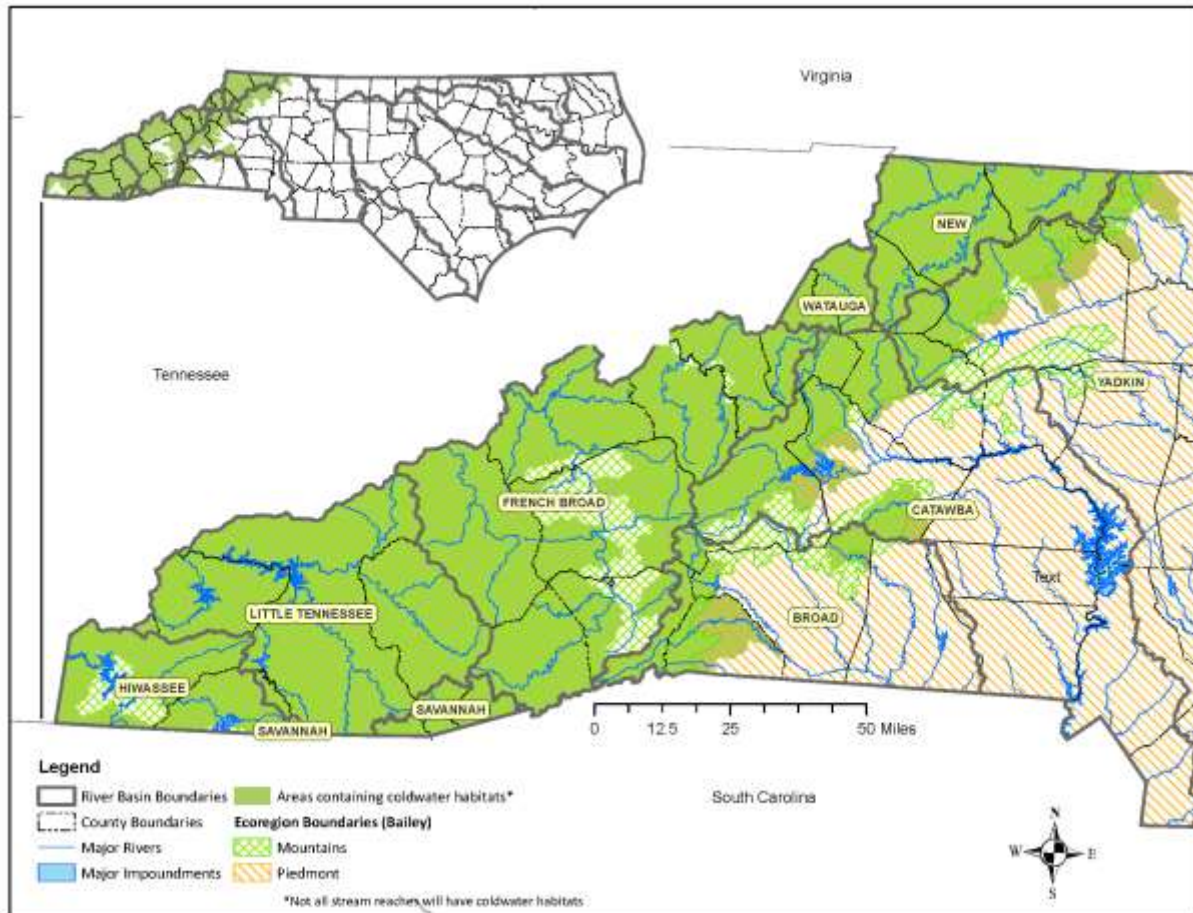 Virginia
NEW
WATAUGA
Tennessee
YADKIN
FRENCH BROAD
CATAWBA
Text
LITTLE TENNESSEE
BROAD
HIWASSEE
SAVANNAH
SAVANNAH
0 12.5 25 50 Miles
Legend
River Basin Boundaries
County Boundaries
Major Rivers
Major Impoundments
Areas containing coldwater habitats*
Ecoregion Boundaries (Bailey)
Mountains
Piedmont
*Not all stream reaches will have coldwater habitats
South Carolina
N
W E
S